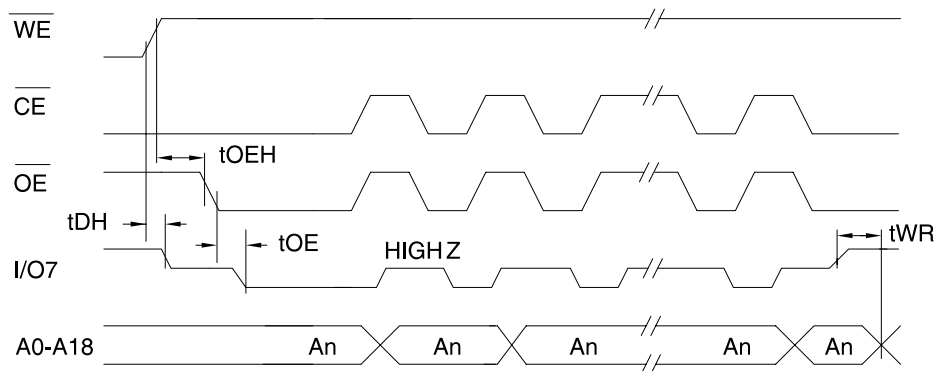 WE
CE
tOEH
OE
tDH
tOE
tWR
HIGH Z
I/O7
A0-A18 An An An An An